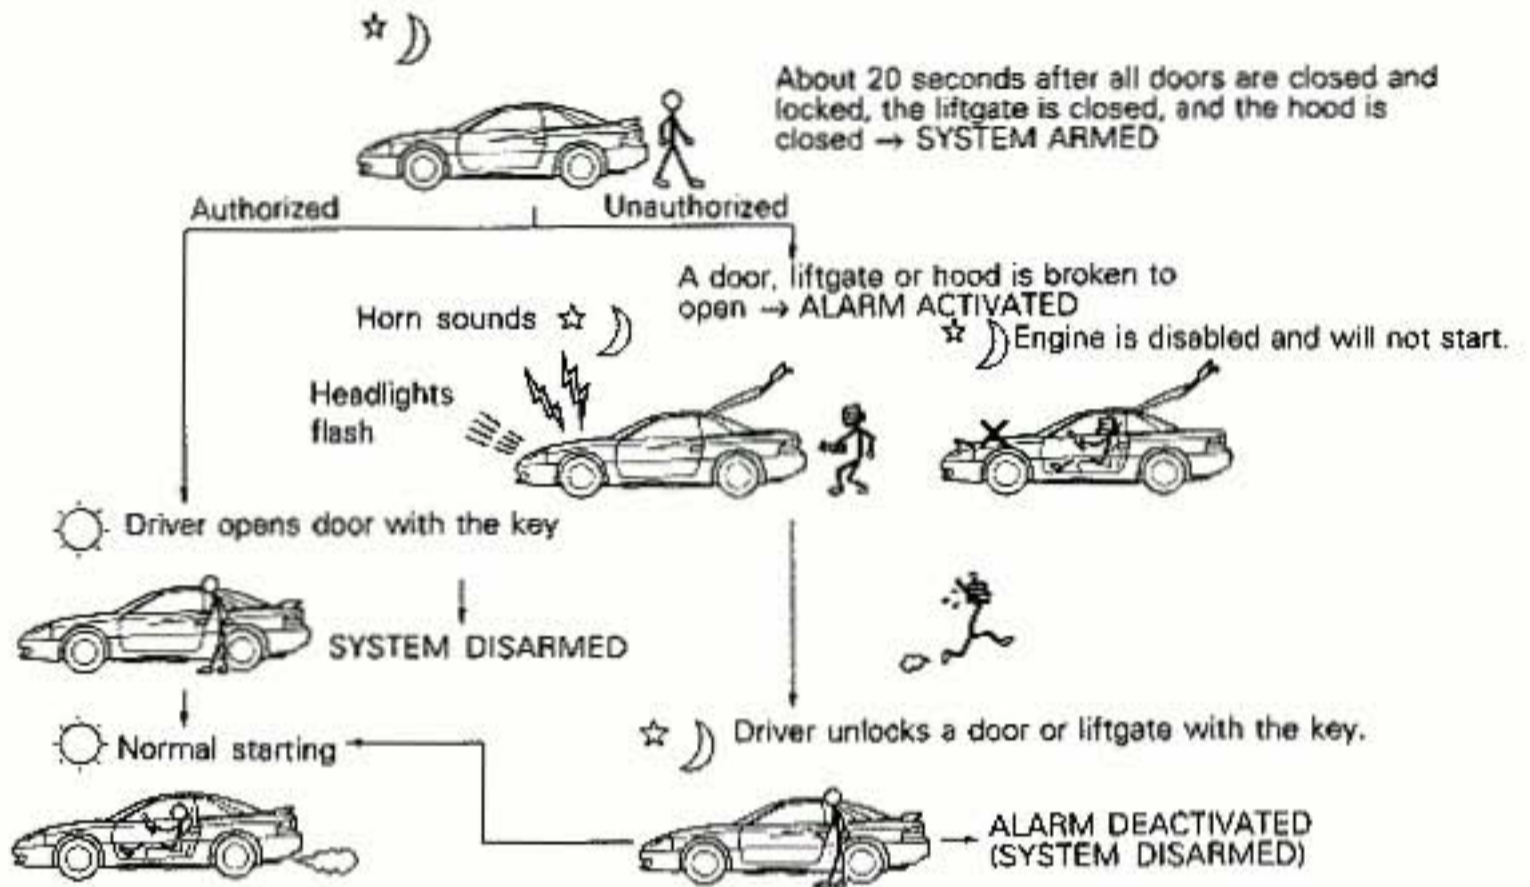 About 20 seconds after all doors are closed and
locked, the liftgate is closed, and the hood is
closed → SYSTEM ARMED
Authorized
Unauthorized
A door, liftgate or hood is broken to
open → ALARM ACTIVATED
Horn sounds
Engine is disabled and will not start.
Headlights
flash
Driver opens door with the key
SYSTEM DISARMED
Driver unlocks a door or liftgate with the key.
Normal starting
ALARM DEACTIVATED
(SYSTEM DISARMED)